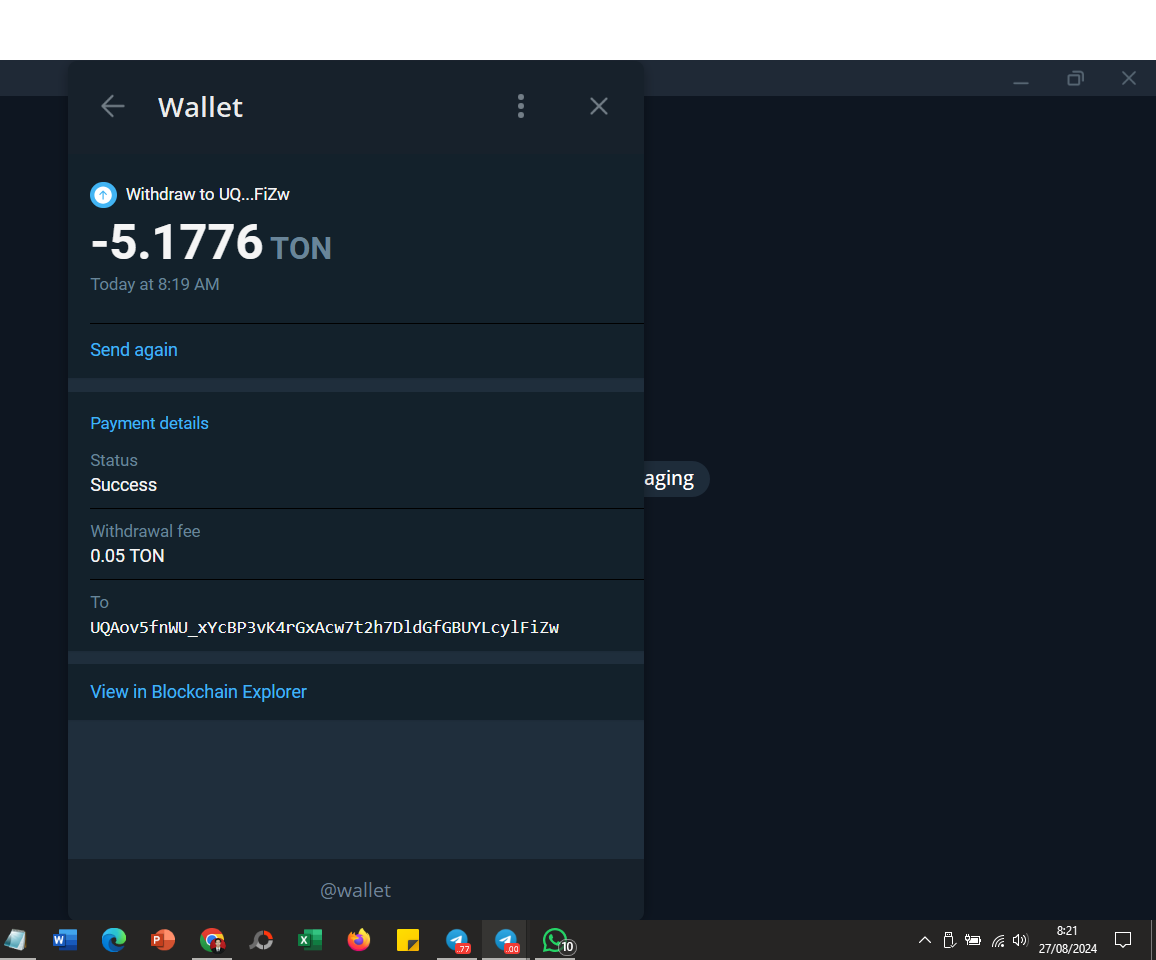 Wallet
Withdraw to UQ...FiZw
-5.1776 TON
Today at 8:19 AM
Send again
Payment details
Status
Success
Withdrawal fee
0.05 TON
To
UQAov5fnWU_xYcBP3vK4rGxAcw7t2h7DldGfGBUYLcylFiZw
View in Blockchain Explorer
@wallet
aging
..77
..00
10
8:21
27/08/2024